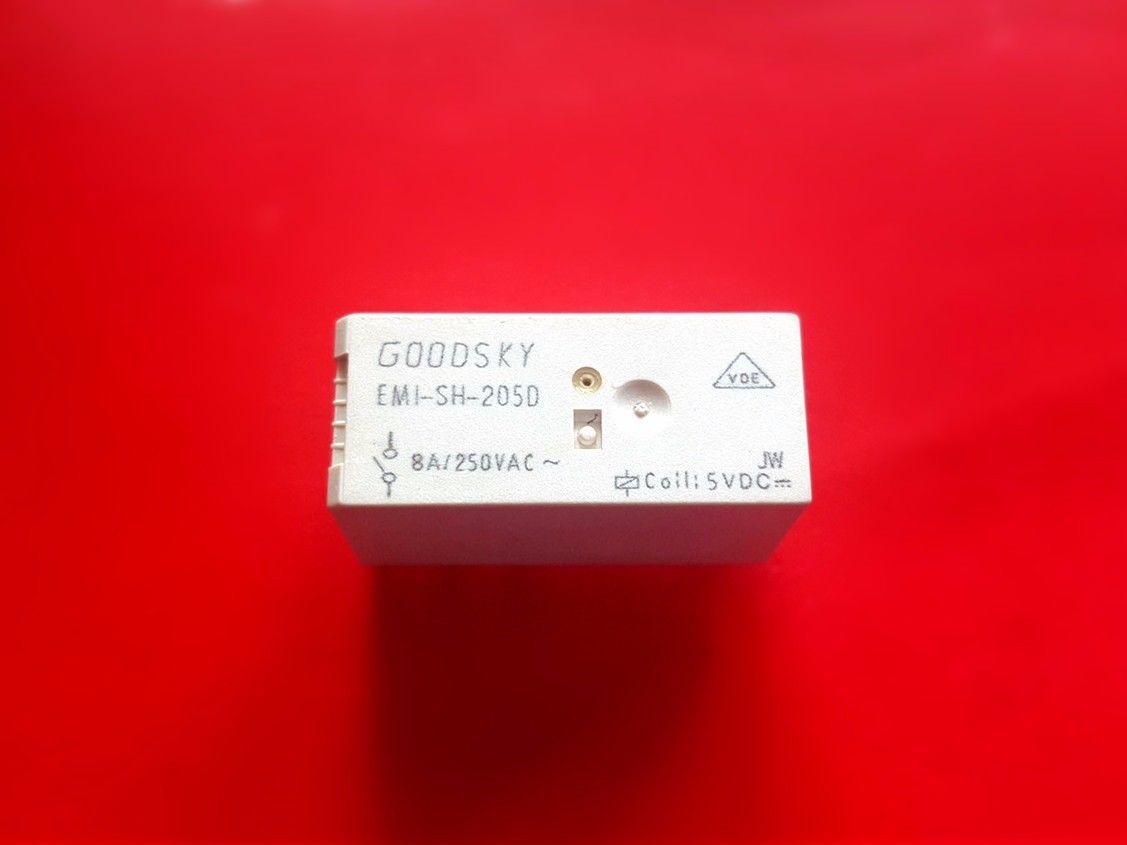 GOODSKY
EMI-SH-205D
VDE
8A/250VAC ~
JW
Coil: 5VDC⎓